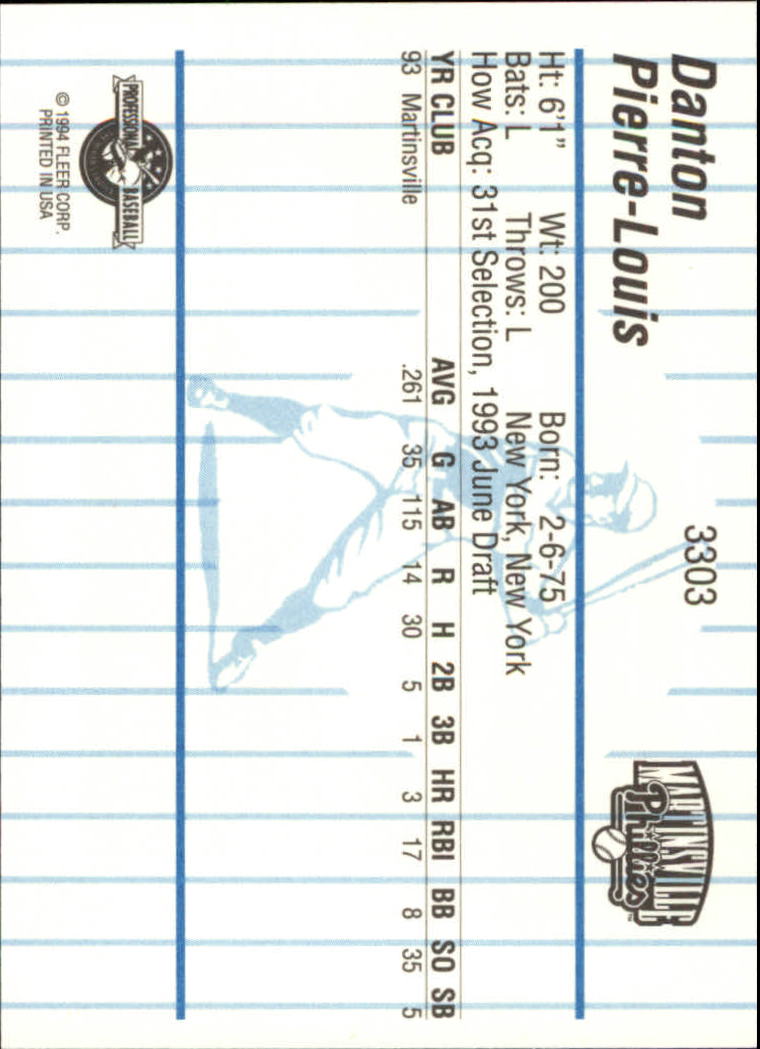 Danton
Pierre-Louis
3303
MARTINSVILLE
Phillies
Ht: 6'1" Wt: 200 Born: 2-6-75
Bats: L Throws: L New York, New York
How Acq: 31st Selection, 1993 June Draft
YR CLUB AVG G AB R H 2B 3B HR RBI BB SO SB
93 Martinsville .261 35 115 14 30 5 1 3 17 8 35 5
PROFESSIONAL BASEBALL
© 1994 FLEER CORP.
PRINTED IN USA